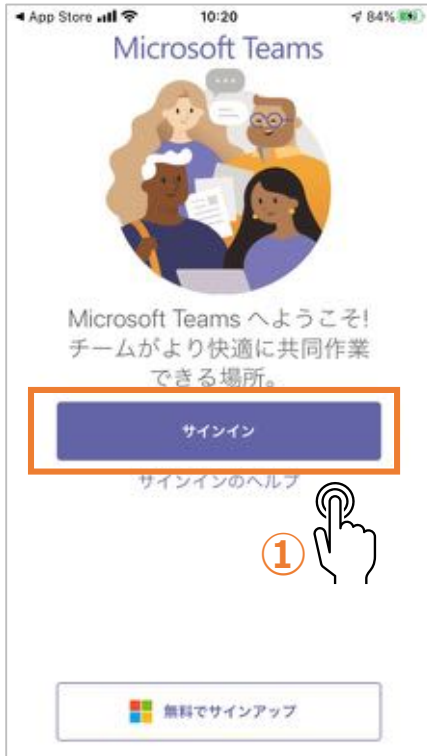 ◀ App Store 10:20 84%
Microsoft Teams
Microsoft Teams へようこそ!
チームがより快適に共同作業
できる場所。
サインイン
サインインのヘルプ
①
無料でサインアップ